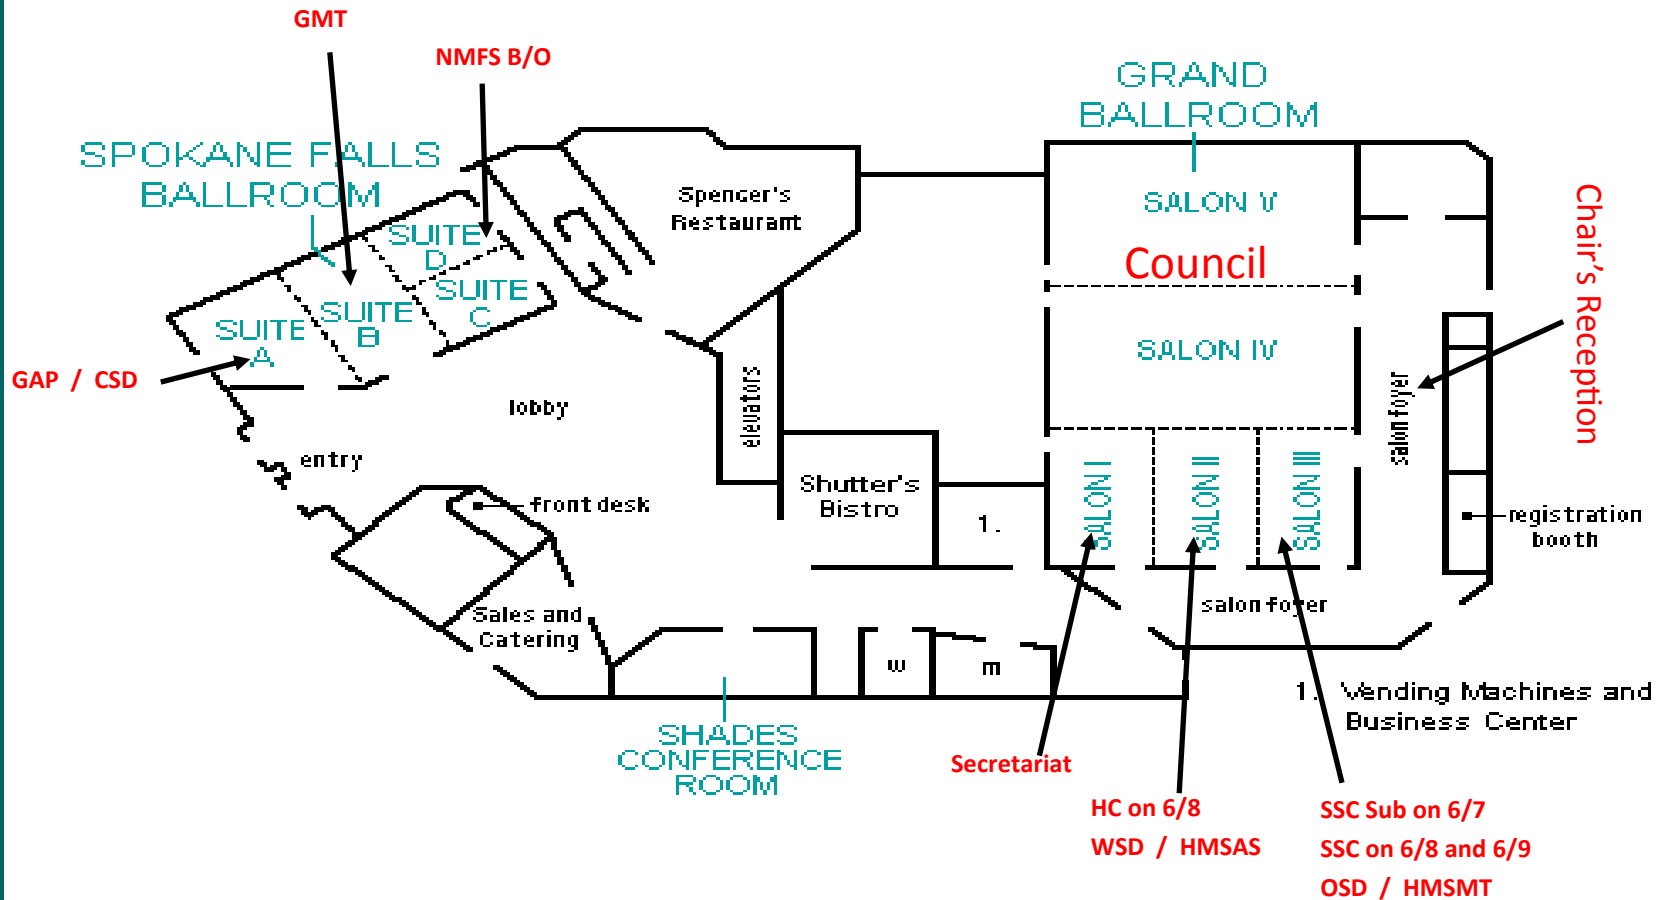 GMT
NMFS B/O
GRAND
BALLROOM
SPOKANE FALLS
BALLROOM
Spencer's
Restaurant
SALON V
Council
Chair's Reception
SUITE
D
SUITE
C
SUITE
B
SUITE
A
GAP / CSD
SALON IV
lobby
elevators
salon foyer
entry
front desk
Shutter's
Bistro
1.
SALON I
SALON II
SALON III
registration
booth
salon foyer
Sales and
Catering
w
m
1. Vending Machines and
Business Center
SHADES
CONFERENCE
ROOM
Secretariat
HC on 6/8
WSD / HMSAS
SSC Sub on 6/7
SSC on 6/8 and 6/9
OSD / HMSMT